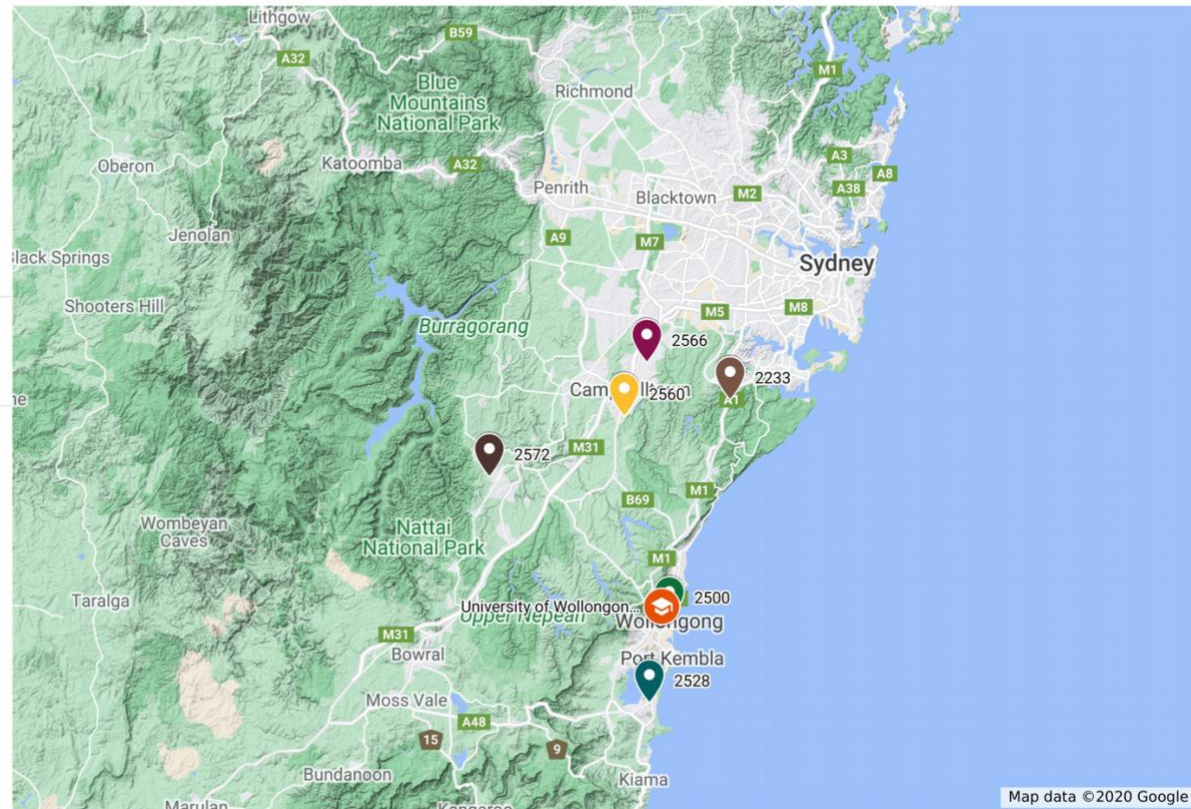 Lithgow
B59
A32
M1
Blue
Mountains
National Park
Richmond
Oberon
Katoomba
A32
A3
A8
Penrith
Blacktown
M2
A38
Jenolan
A9
M7
Black Springs
Sydney
Shooters Hill
M5
M8
Burragorang
2566
2233
2560
A1
2572
M31
B69
M1
Nattai
National Park
Wombeyan
Caves
M1
Taralga
2500
University of Wollongon...
Upper Nepean
Wollongong
M31
Bowral
Port Kembla
2528
Moss Vale
A48
15
9
Bundanoon
Kiama
Marulan
Map data ©2020 Google